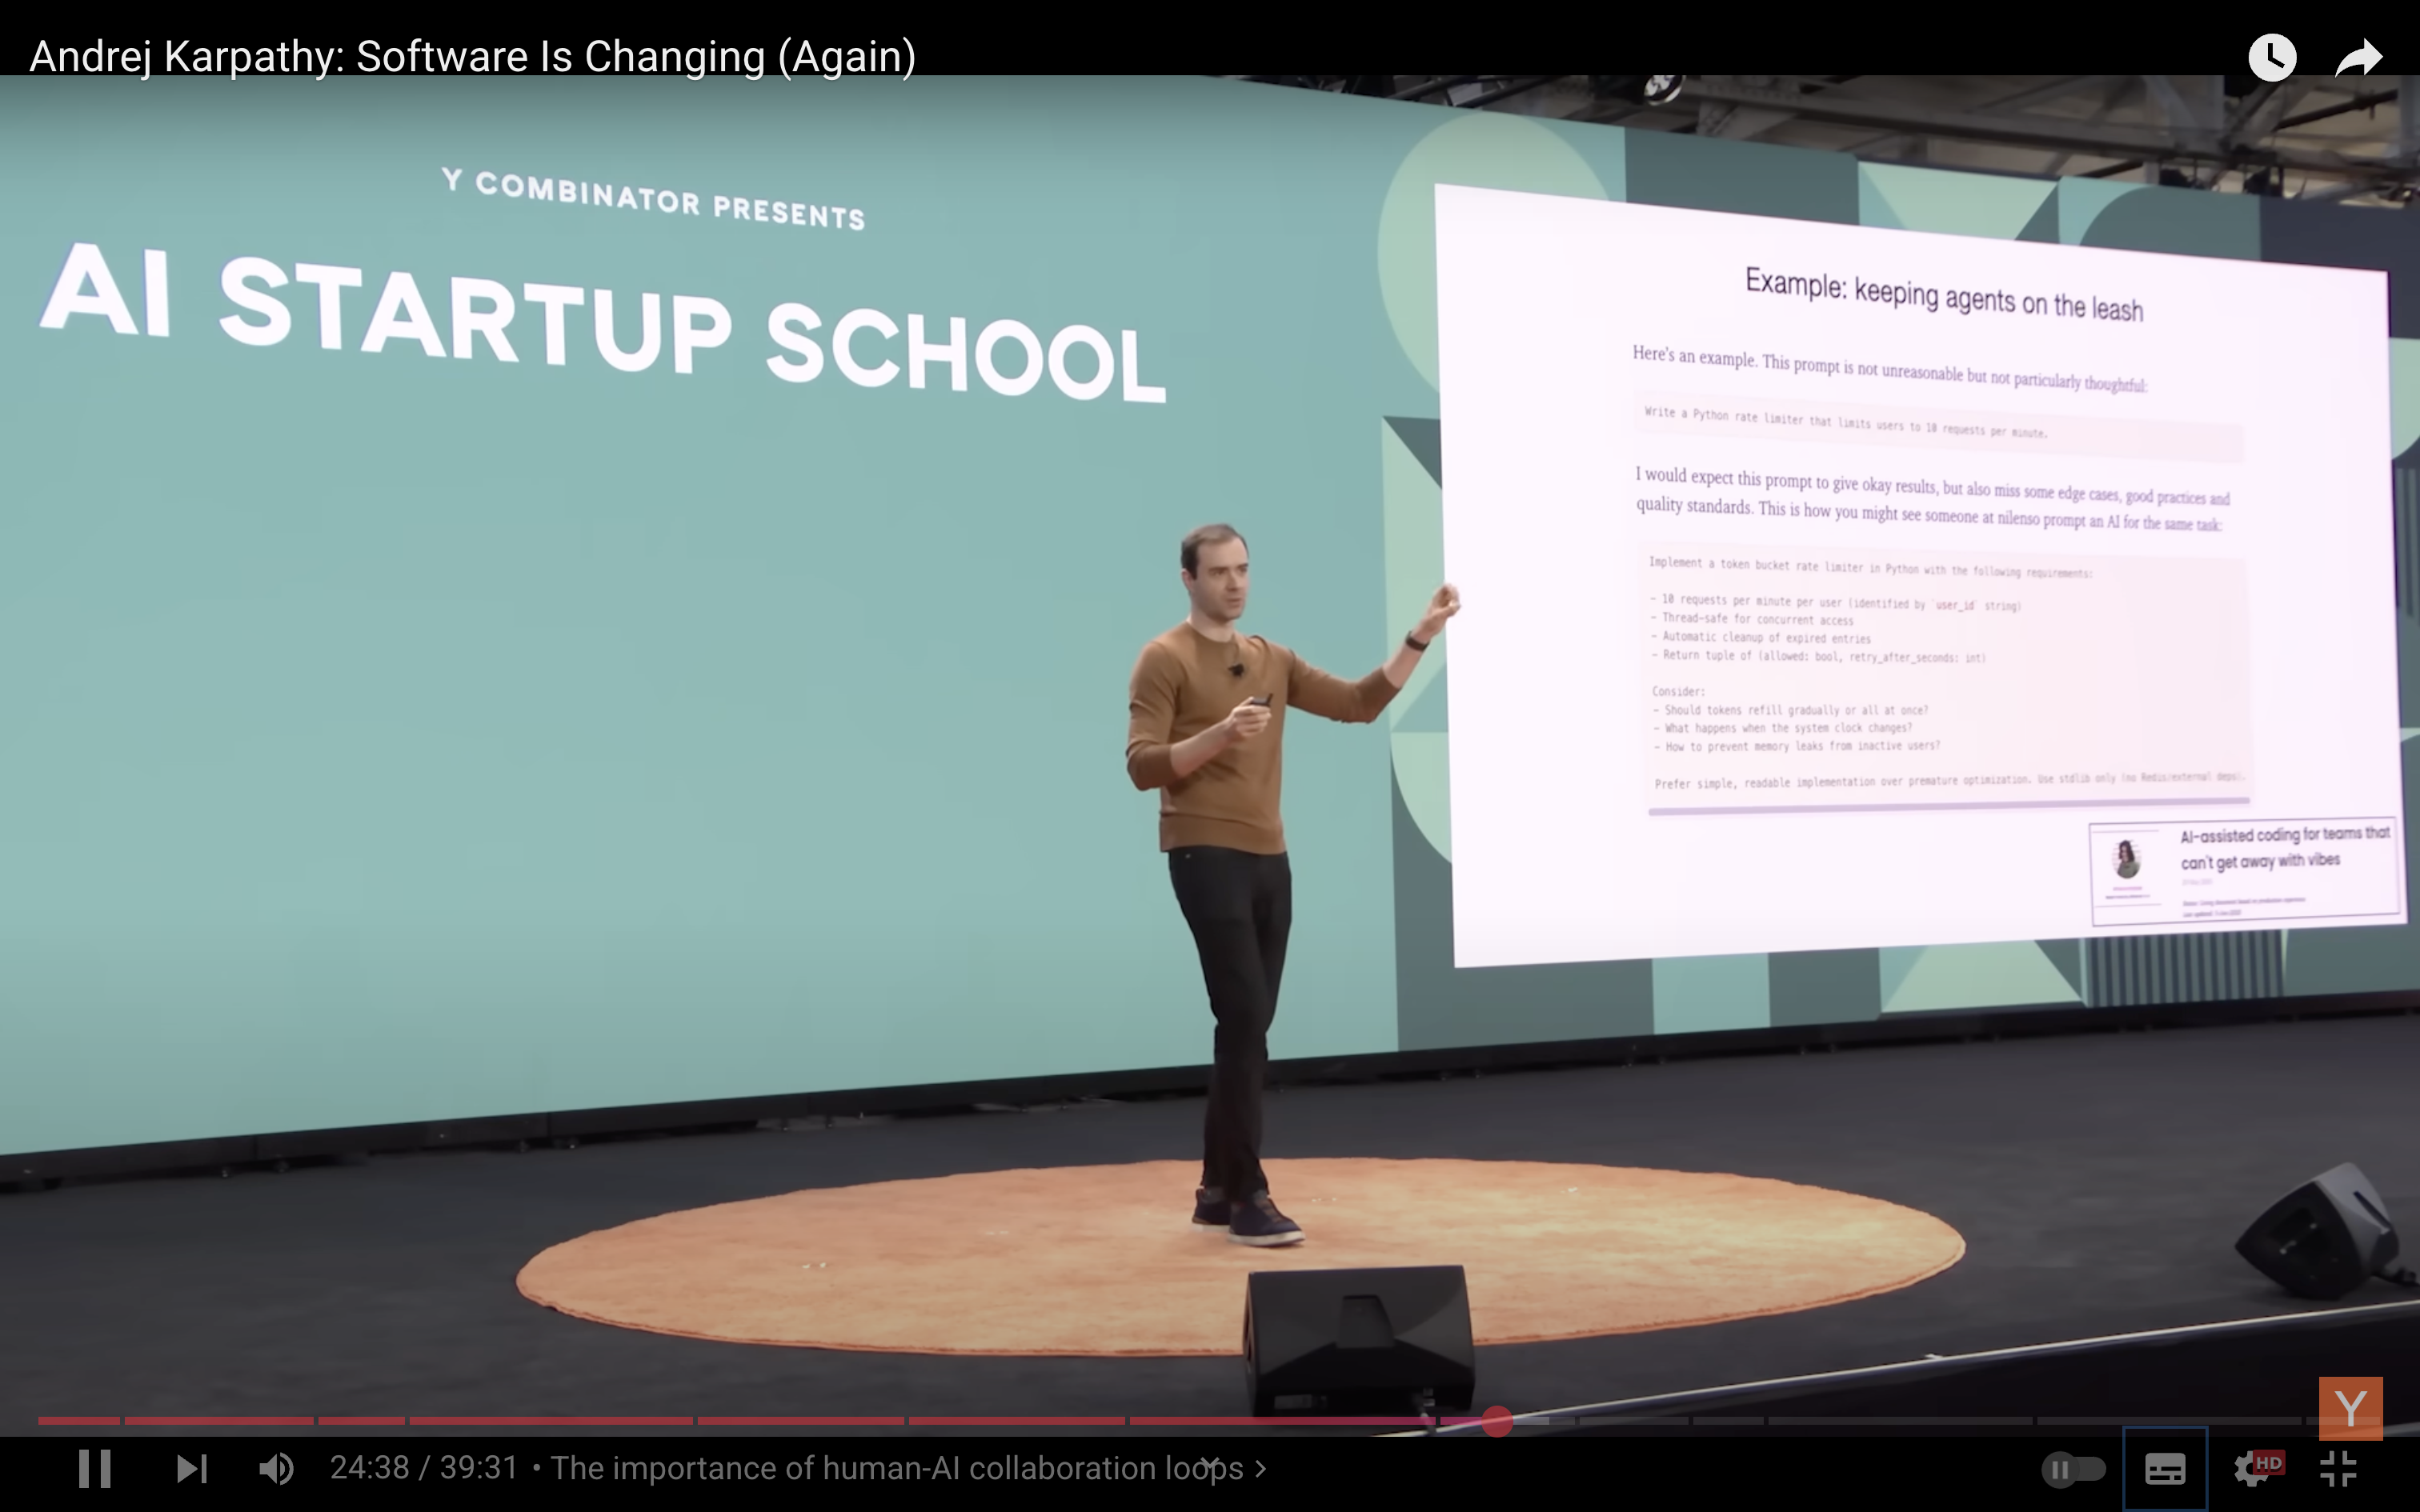 Andrej Karpathy: Software Is Changing (Again)
Y COMBINATOR PRESENTS
AI STARTUP SCHOOL
Example: keeping agents on the leash
Here's an example. This prompt is not unreasonable but not particularly thoughtful:
Write a Python rate limiter that limits users to 10 requests per minute.
I would expect this prompt to give okay results, but also miss some edge cases, good practices and
quality standards. This is how you might see someone at nilenso prompt an AI for the same task:
Implement a token bucket rate limiter in Python with the following requirements:
- 10 requests per minute per user (identified by `user_id` string)
- Thread-safe for concurrent access
- Automatic cleanup of expired entries
- Return tuple of (allowed: bool, retry_after_seconds: int)
Consider:
- Should tokens refill gradually or all at once?
- What happens when the system clock changes?
- How to prevent memory leaks from inactive users?
Prefer simple, readable implementation over premature optimization. Use stdlib only (no Redis/external deps).
AI-assisted coding for teams that
can't get away with vibes
Y
24:38 / 39:31 • The importance of human-AI collaboration loops >
HD